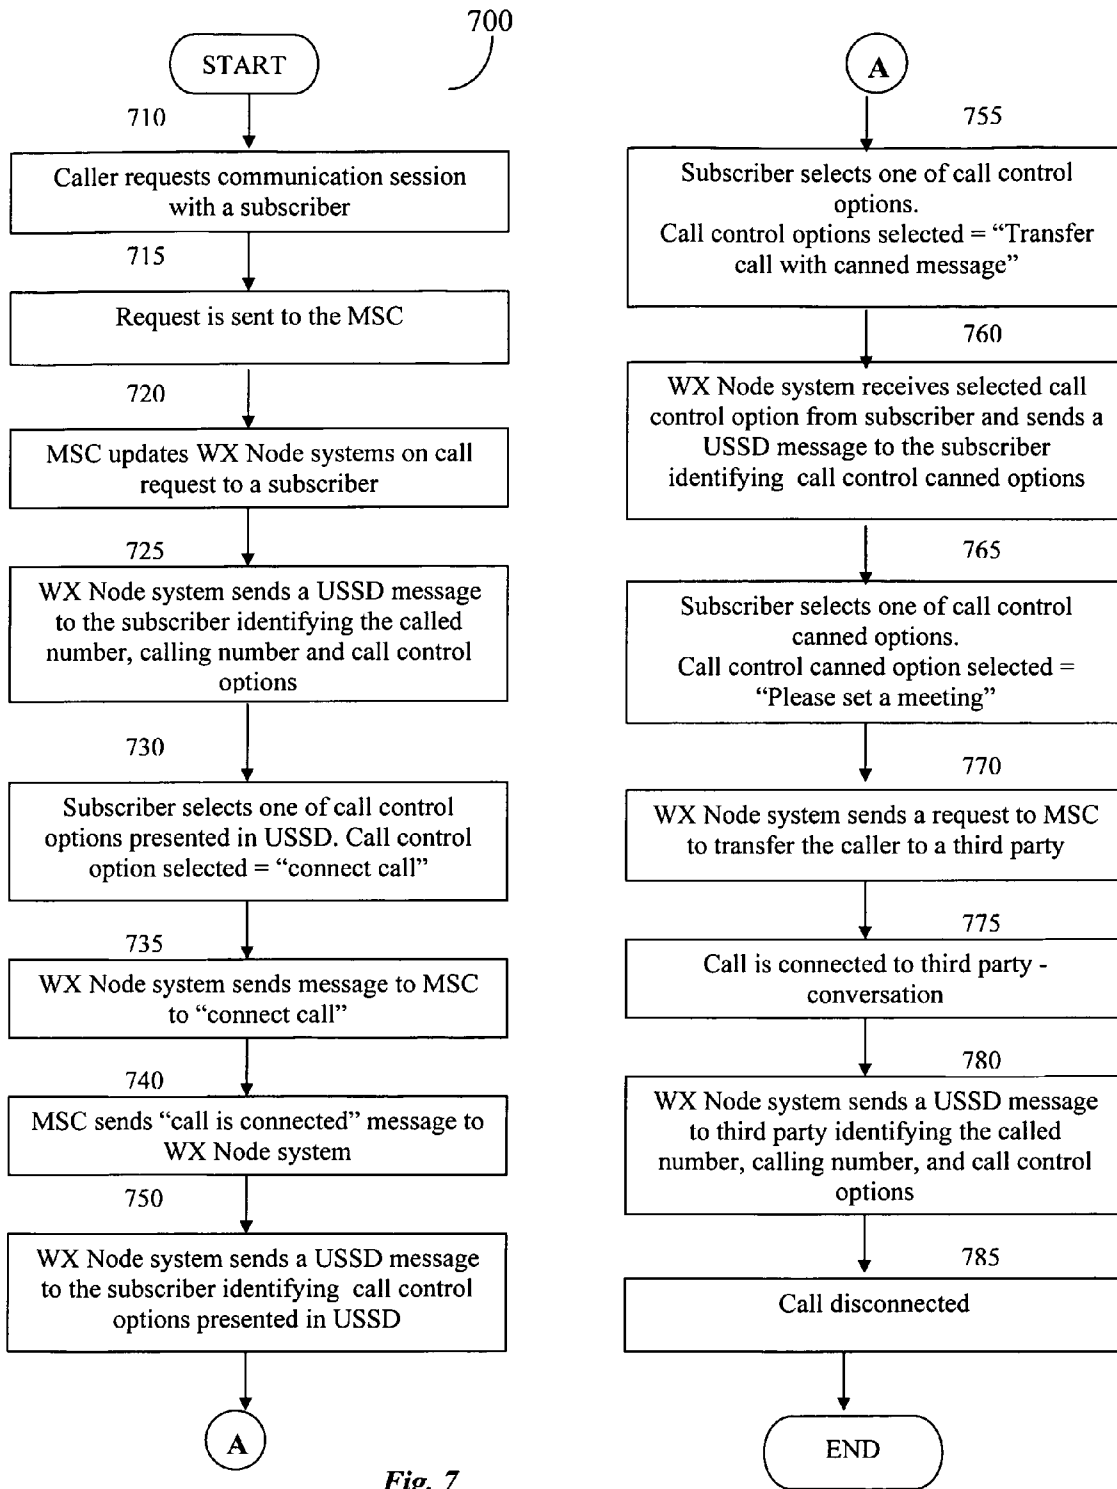 700
START
710
Caller requests communication session
with a subscriber
715
Request is sent to the MSC
720
MSC updates WX Node systems on call
request to a subscriber
725
WX Node system sends a USSD message
to the subscriber identifying the called
number, calling number and call control
options
730
Subscriber selects one of call control
options presented in USSD. Call control
option selected = “connect call”
735
WX Node system sends message to MSC
to “connect call”
740
MSC sends “call is connected” message to
WX Node system
750
WX Node system sends a USSD message
to the subscriber identifying call control
options presented in USSD
A
A
755
Subscriber selects one of call control
options.
Call control options selected = “Transfer
call with canned message”
760
WX Node system receives selected call
control option from subscriber and sends a
USSD message to the subscriber
identifying call control canned options
765
Subscriber selects one of call control
canned options.
Call control canned option selected =
“Please set a meeting”
770
WX Node system sends a request to MSC
to transfer the caller to a third party
775
Call is connected to third party -
conversation
780
WX Node system sends a USSD message
to third party identifying the called
number, calling number, and call control
options
785
Call disconnected
END
Fig. 7